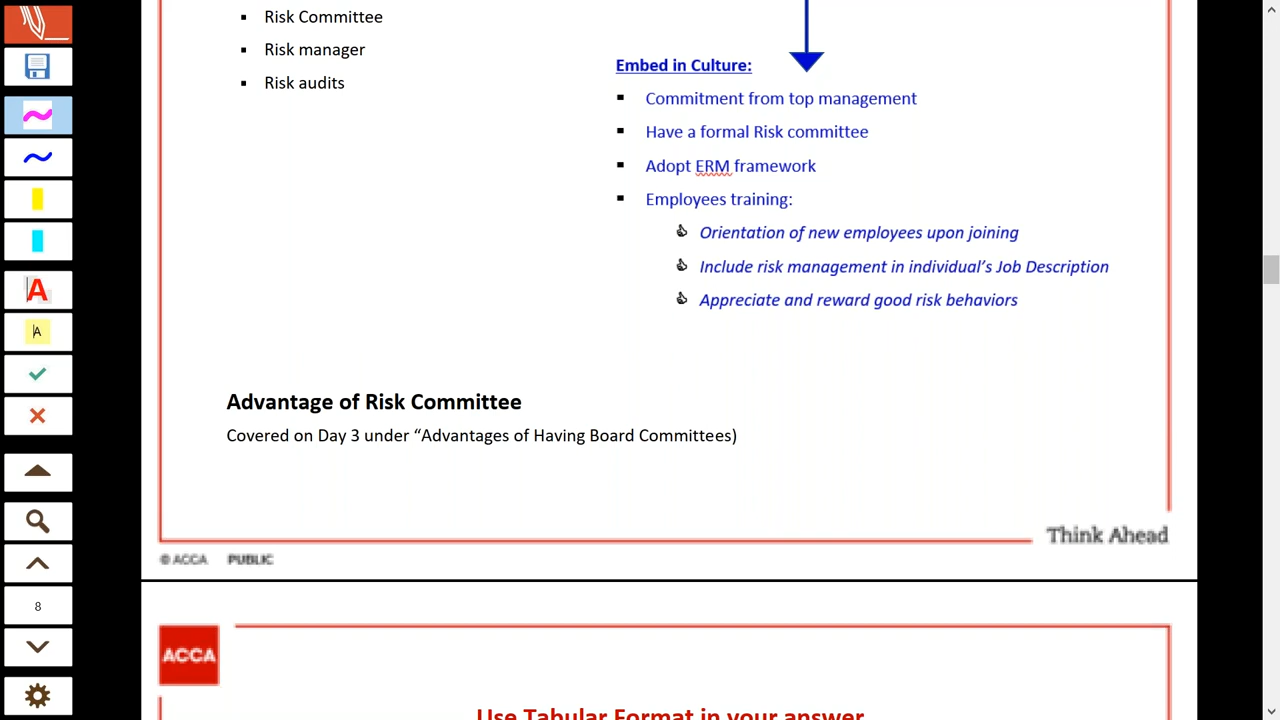 Risk Committee
Risk manager
Risk audits
Embed in Culture:
Commitment from top management
Have a formal Risk committee
Adopt ERM framework
Employees training:
Orientation of new employees upon joining
Include risk management in individual’s Job Description
Appreciate and reward good risk behaviors
Advantage of Risk Committee
Covered on Day 3 under “Advantages of Having Board Committees)
Think Ahead
© ACCA PUBLIC
8
ACCA
Use Tabular Format in your answer
A
A